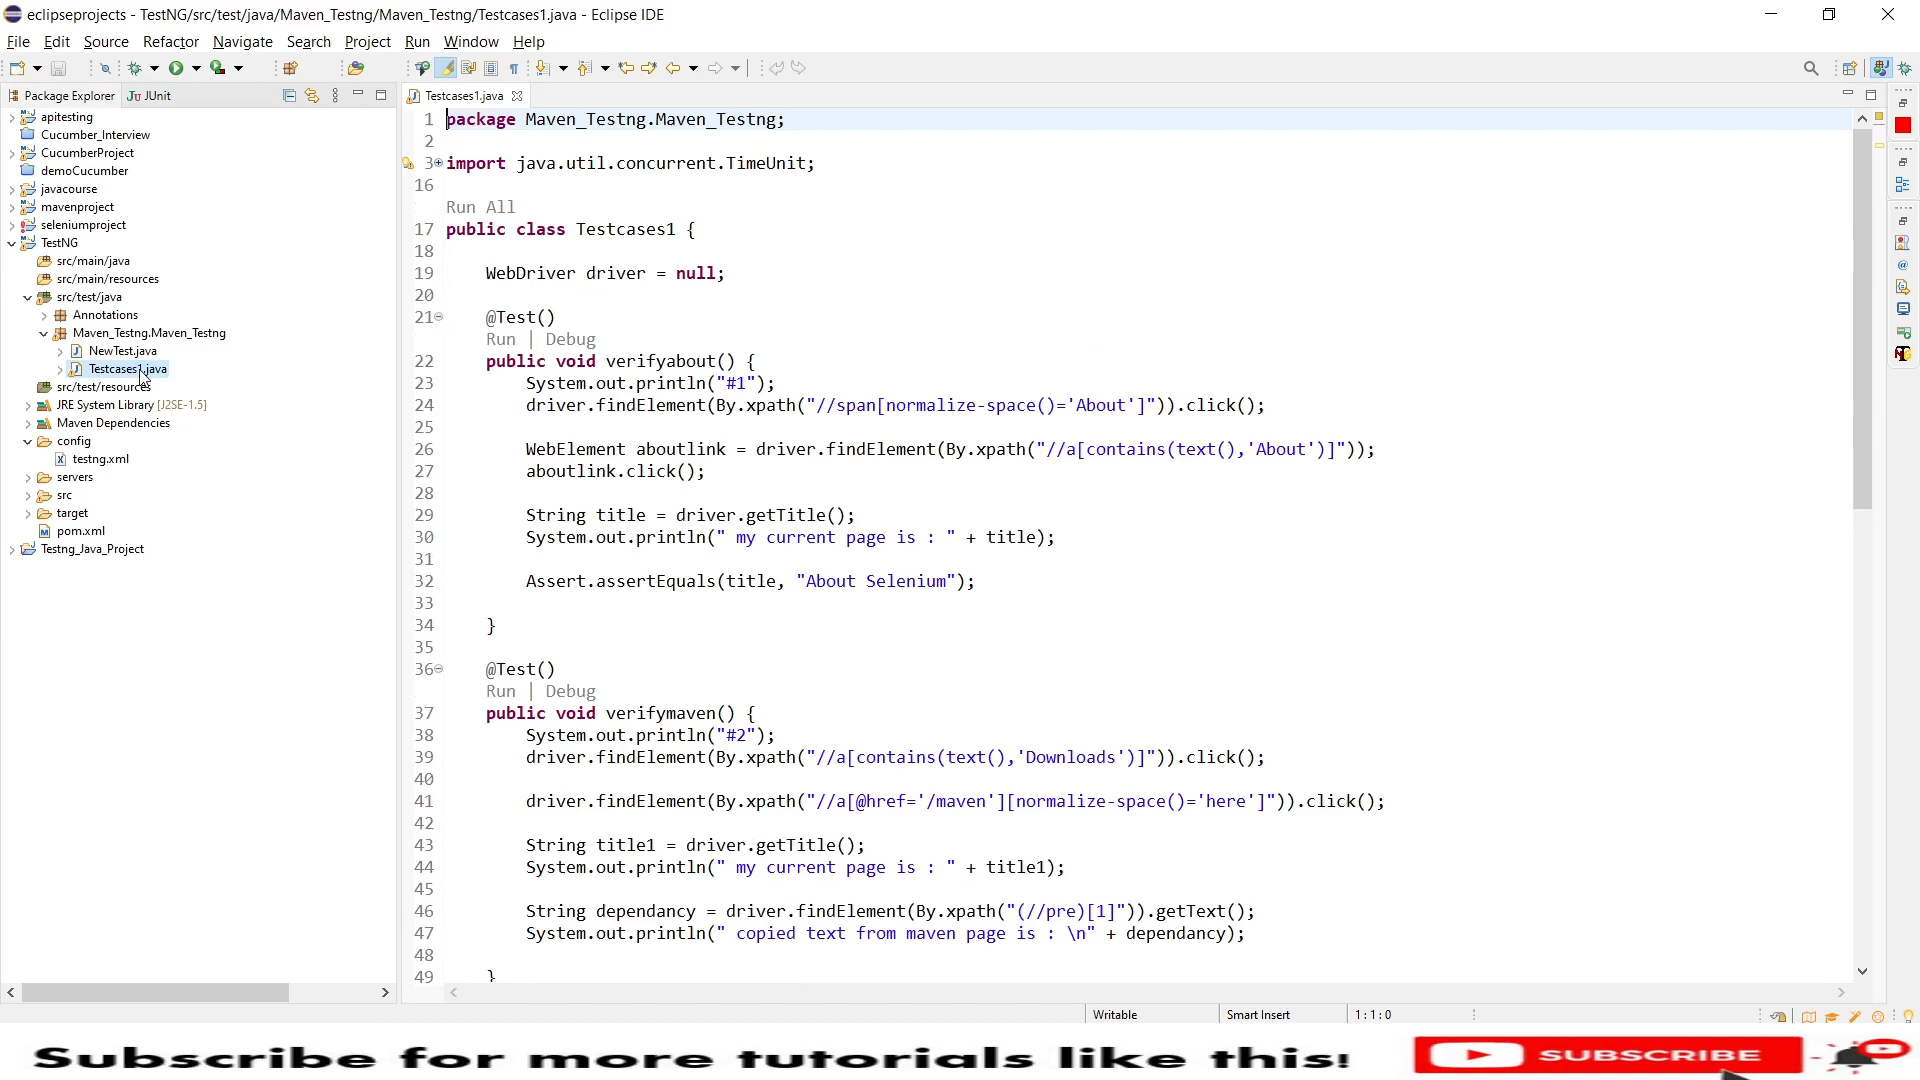 eclipseprojects - TestNG/src/test/java/Maven_Testng/Maven_Testng/Testcases1.java - Eclipse IDE
File Edit Source Refactor Navigate Search Project Run Window Help
Package Explorer JUnit
apitesting
Cucumber_Interview
CucumberProject
demoCucumber
javacourse
mavenproject
seleniumproject
TestNG
src/main/java
src/main/resources
src/test/java
Annotations
Maven_Testng.Maven_Testng
NewTest.java
Testcases1.java
src/test/resources
JRE System Library [J2SE-1.5]
Maven Dependencies
config
testng.xml
servers
src
target
pom.xml
Testng_Java_Project
Testcases1.java
1 package Maven_Testng.Maven_Testng;
2
3 import java.util.concurrent.TimeUnit;
16
Run All
17 public class Testcases1 {
18
19 WebDriver driver = null;
20
21 @Test()
Run | Debug
22 public void verifyabout() {
23 System.out.println("#1");
24 driver.findElement(By.xpath("//span[normalize-space()='About']")).click();
25
26 WebElement aboutlink = driver.findElement(By.xpath("//a[contains(text(),'About')]"));
27 aboutlink.click();
28
29 String title = driver.getTitle();
30 System.out.println(" my current page is : " + title);
31
32 Assert.assertEquals(title, "About Selenium");
33
34 }
35
36 @Test()
Run | Debug
37 public void verifymaven() {
38 System.out.println("#2");
39 driver.findElement(By.xpath("//a[contains(text(),'Downloads')]")).click();
40
41 driver.findElement(By.xpath("//a[@href='/maven'][normalize-space()='here']")).click();
42
43 String title1 = driver.getTitle();
44 System.out.println(" my current page is : " + title1);
45
46 String dependancy = driver.findElement(By.xpath("(//pre)[1]")).getText();
47 System.out.println(" copied text from maven page is : \n" + dependancy);
48
49 }
Writable Smart Insert 1 : 1 : 0
Subscribe for more tutorials like this! SUBSCRIBE